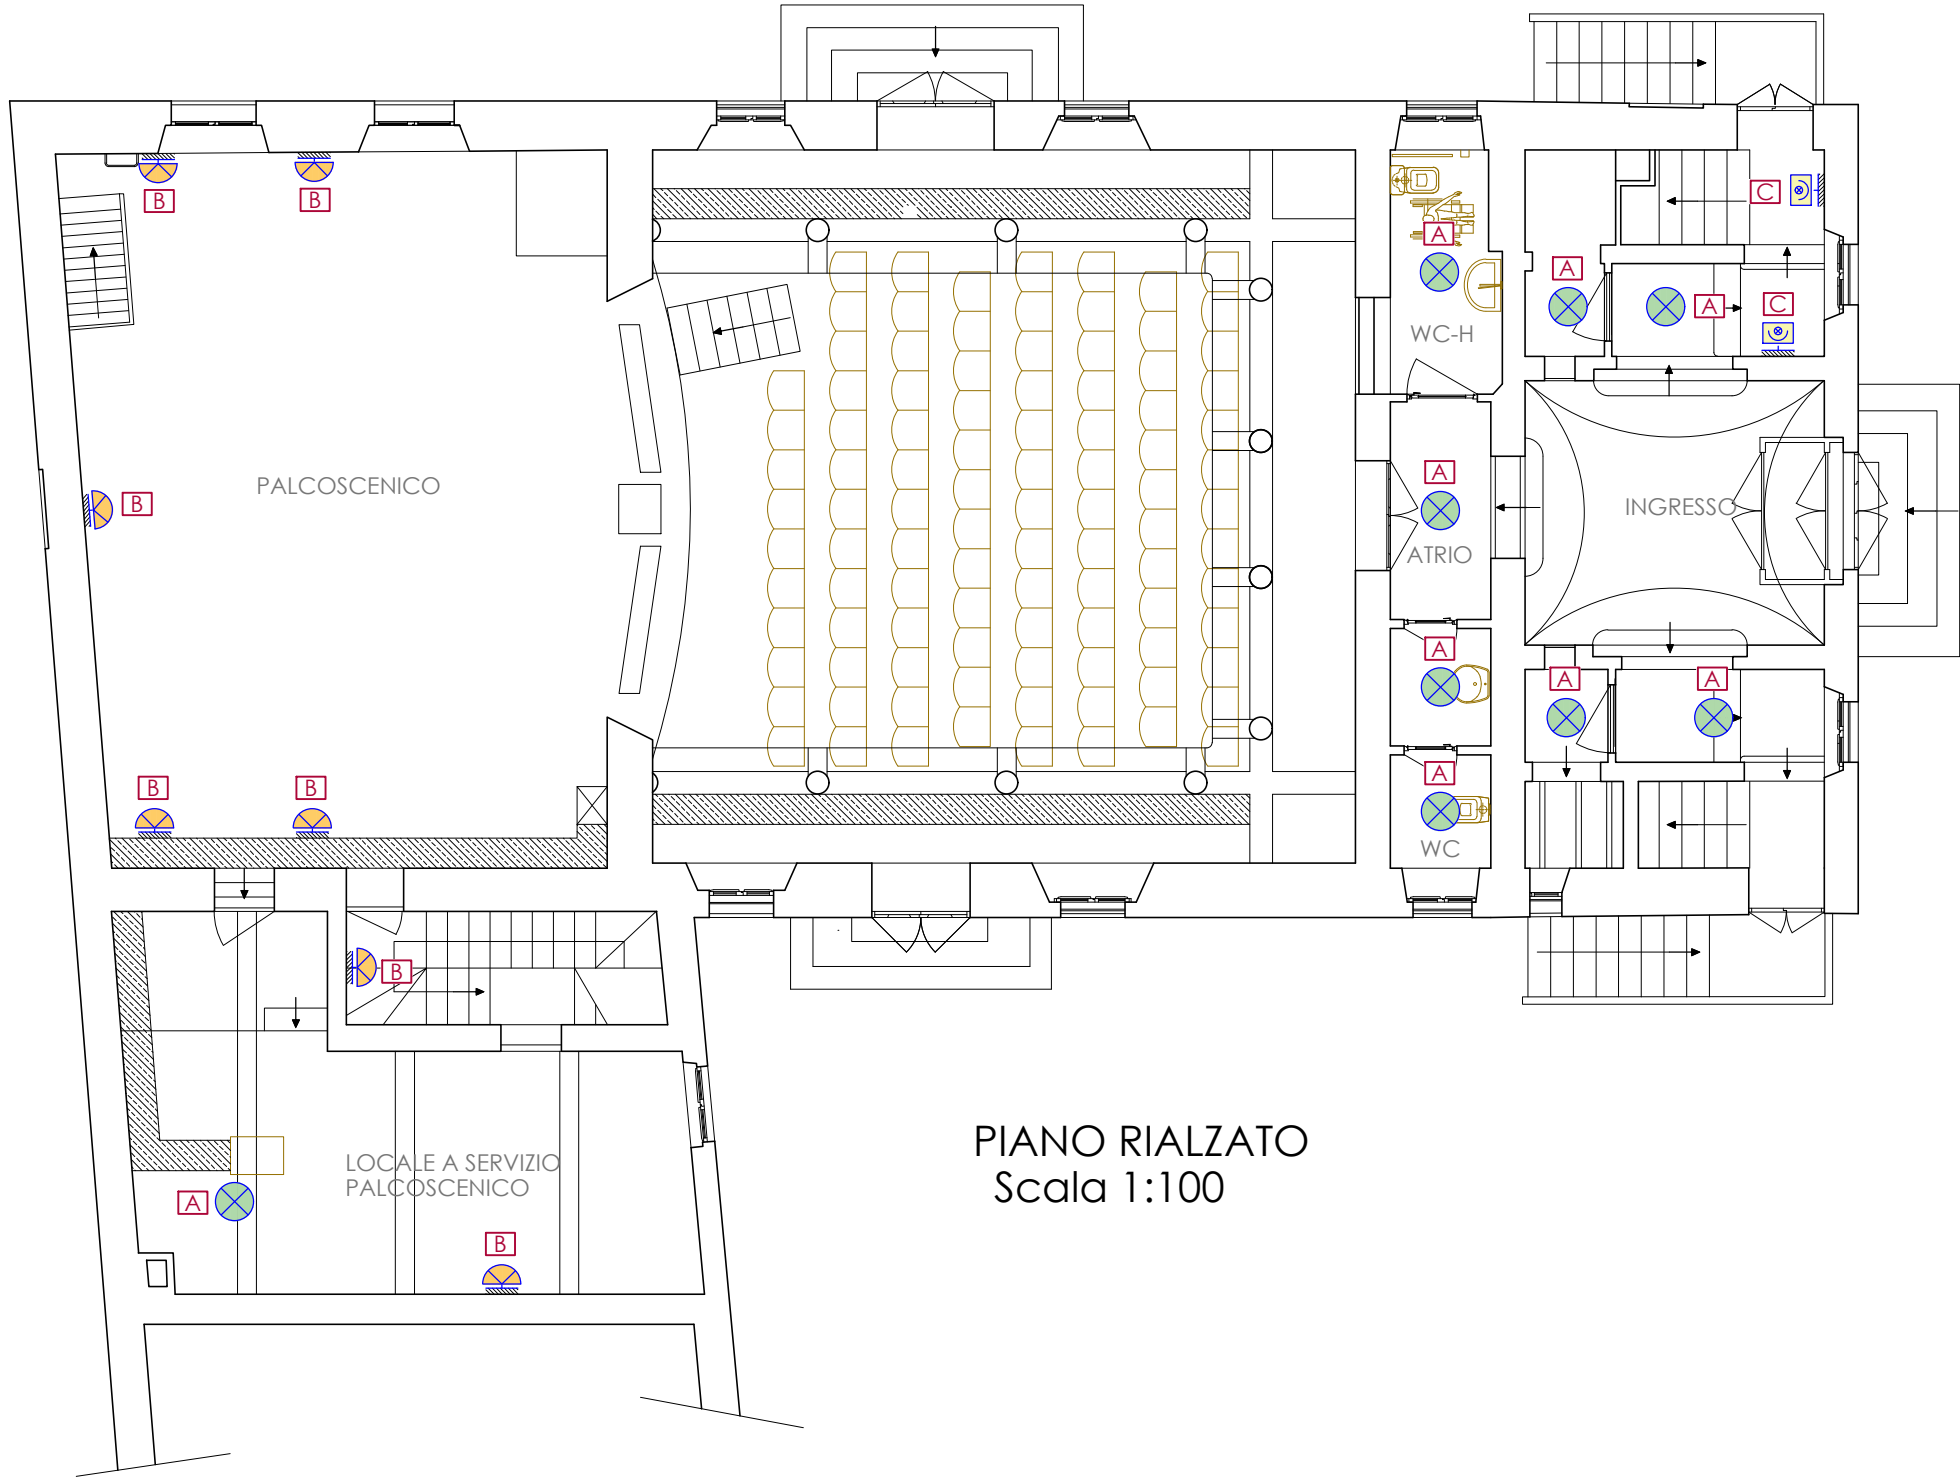 B
B
C
A
A
A
C
WC-H
A
PALCOSCENICO
B
INGRESSO
ATRIO
A
A
A
A
B
B
WC
B
LOCALE A SERVIZIO
PALCOSCENICO
A
B
PIANO RIALZATO
Scala 1:100